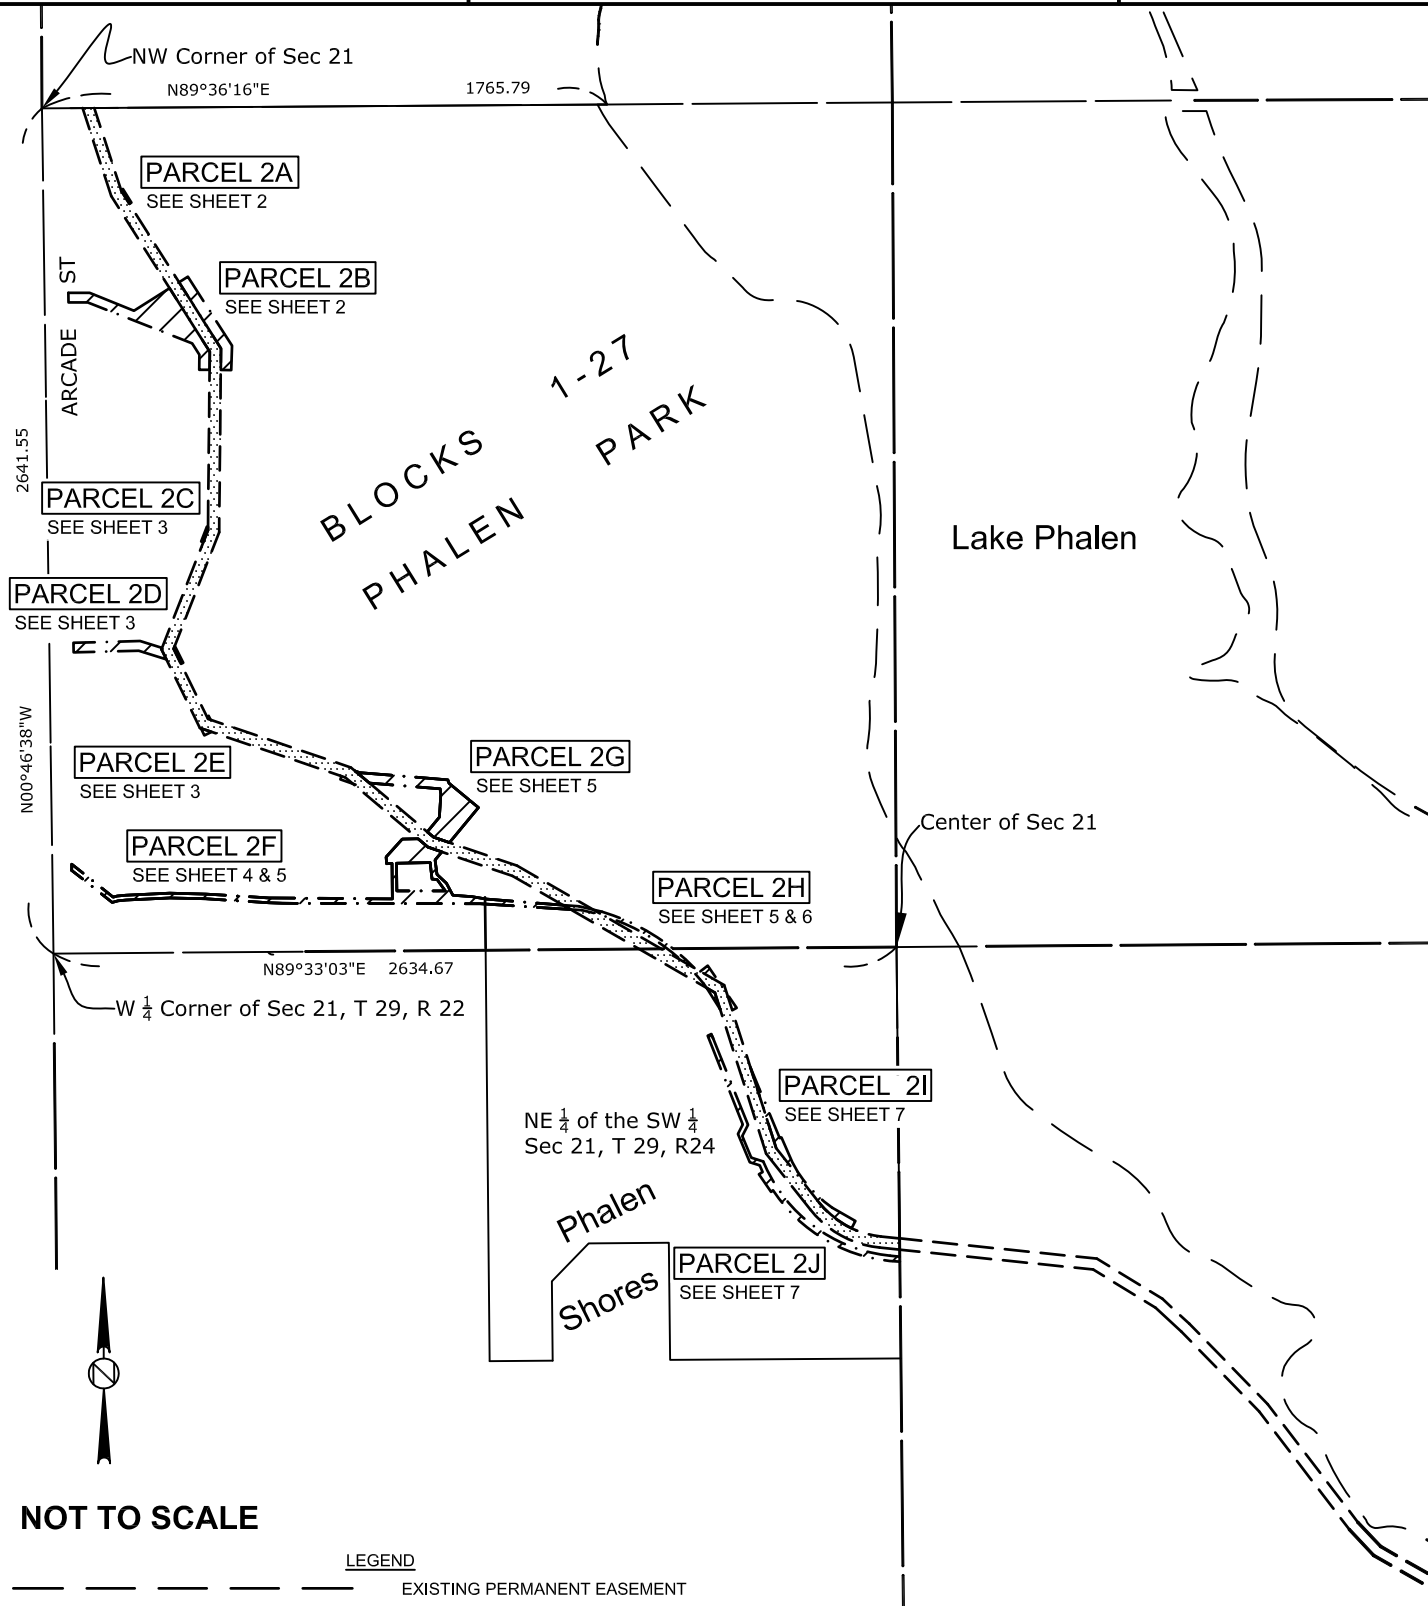 NW Corner of Sec 21
N89°36'16"E 1765.79
PARCEL 2A
SEE SHEET 2
ARCADE ST
PARCEL 2B
SEE SHEET 2
BLOCKS 1-27
PHALEN PARK
2641.55
PARCEL 2C
SEE SHEET 3
Lake Phalen
PARCEL 2D
SEE SHEET 3
N00°46'38"W
PARCEL 2E
SEE SHEET 3
PARCEL 2G
SEE SHEET 5
Center of Sec 21
PARCEL 2F
SEE SHEET 4 & 5
PARCEL 2H
SEE SHEET 5 & 6
N89°33'03"E 2634.67
W 1/4 Corner of Sec 21, T 29, R 22
PARCEL 2I
SEE SHEET 7
NE 1/4 of the SW 1/4
Sec 21, T 29, R24
Phalen
Shores
PARCEL 2J
SEE SHEET 7
N
NOT TO SCALE
LEGEND
EXISTING PERMANENT EASEMENT